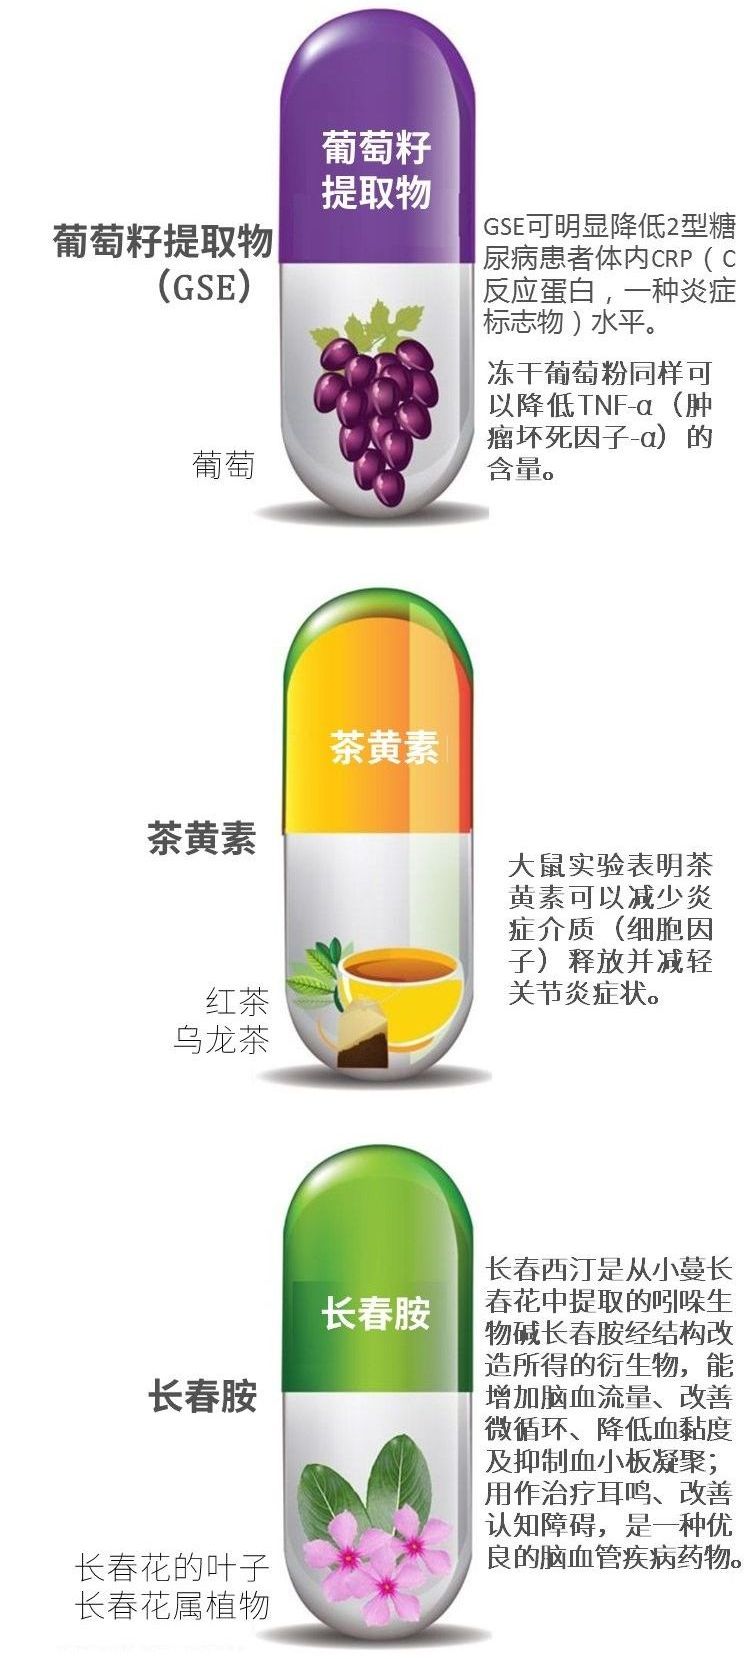 葡萄籽
提取物
葡萄籽提取物
（GSE）
葡萄
GSE可明显降低2型糖
尿病患者体内CRP（C
反应蛋白，一种炎症
标志物）水平。
冻干葡萄粉同样可
以降低TNF-α（肿
瘤坏死因子-α）的
含量。
茶黄素
茶黄素
红茶
乌龙茶
大鼠实验表明茶
黄素可以减少炎
症介质（细胞因
子）释放并减轻
关节炎症状。
长春胺
长春胺
长春花的叶子
长春花属植物
长春西汀是从小蔓长
春花中提取的吲哚生
物碱长春胺经结构改
造所得的衍生物，能
增加脑血流量、改善
微循环、降低血黏度
及抑制血小板凝聚；
用作治疗耳鸣、改善
认知障碍，是一种优
良的脑血管疾病药物。